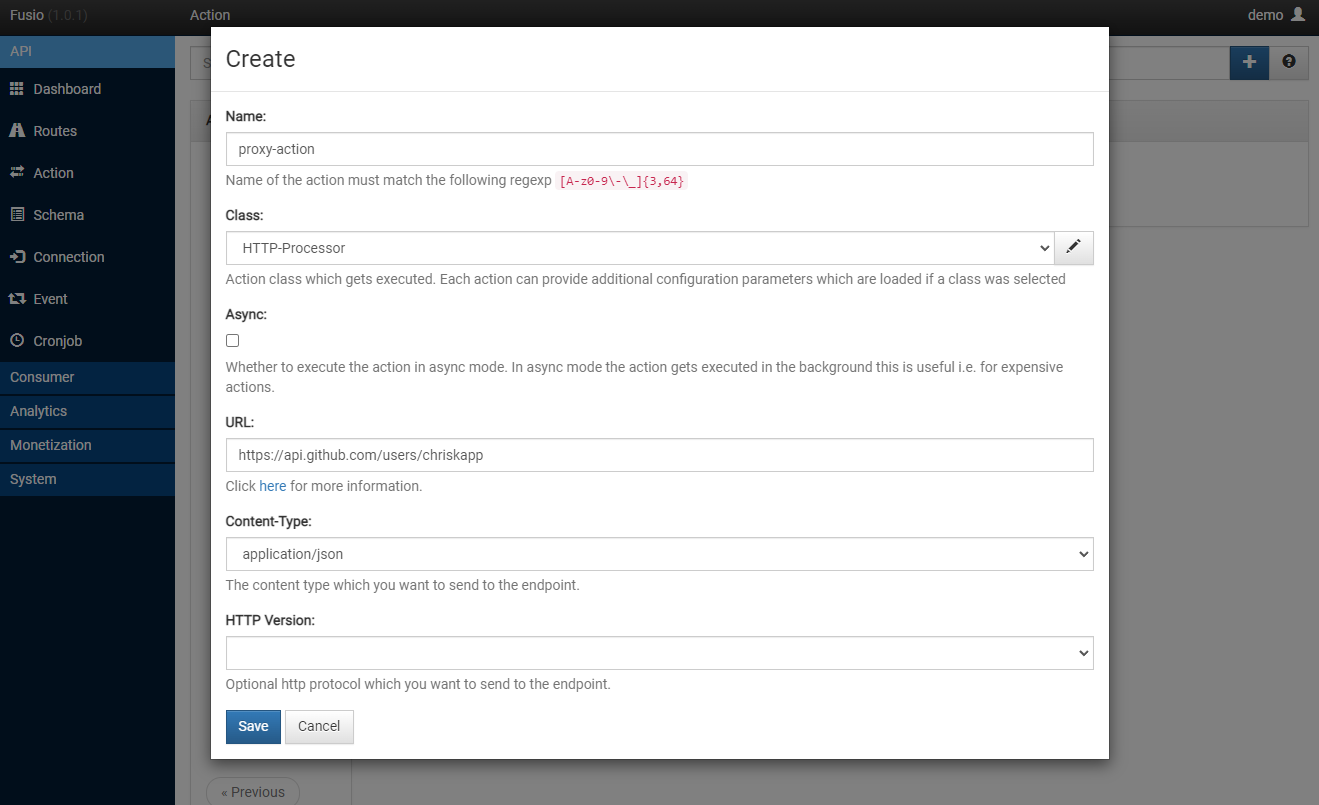 Fusio (1.0.1)
Action
demo
API
Dashboard
Routes
Action
Schema
Connection
Event
Cronjob
Consumer
Analytics
Monetization
System
Create
Name:
proxy-action
Name of the action must match the following regexp [A-z0-9\-\_]{3,64}
Class:
HTTP-Processor
Action class which gets executed. Each action can provide additional configuration parameters which are loaded if a class was selected
Async:
Whether to execute the action in async mode. In async mode the action gets executed in the background this is useful i.e. for expensive
actions.
URL:
https://api.github.com/users/chriskapp
Click here for more information.
Content-Type:
application/json
The content type which you want to send to the endpoint.
HTTP Version:
Optional http protocol which you want to send to the endpoint.
Save
Cancel
« Previous